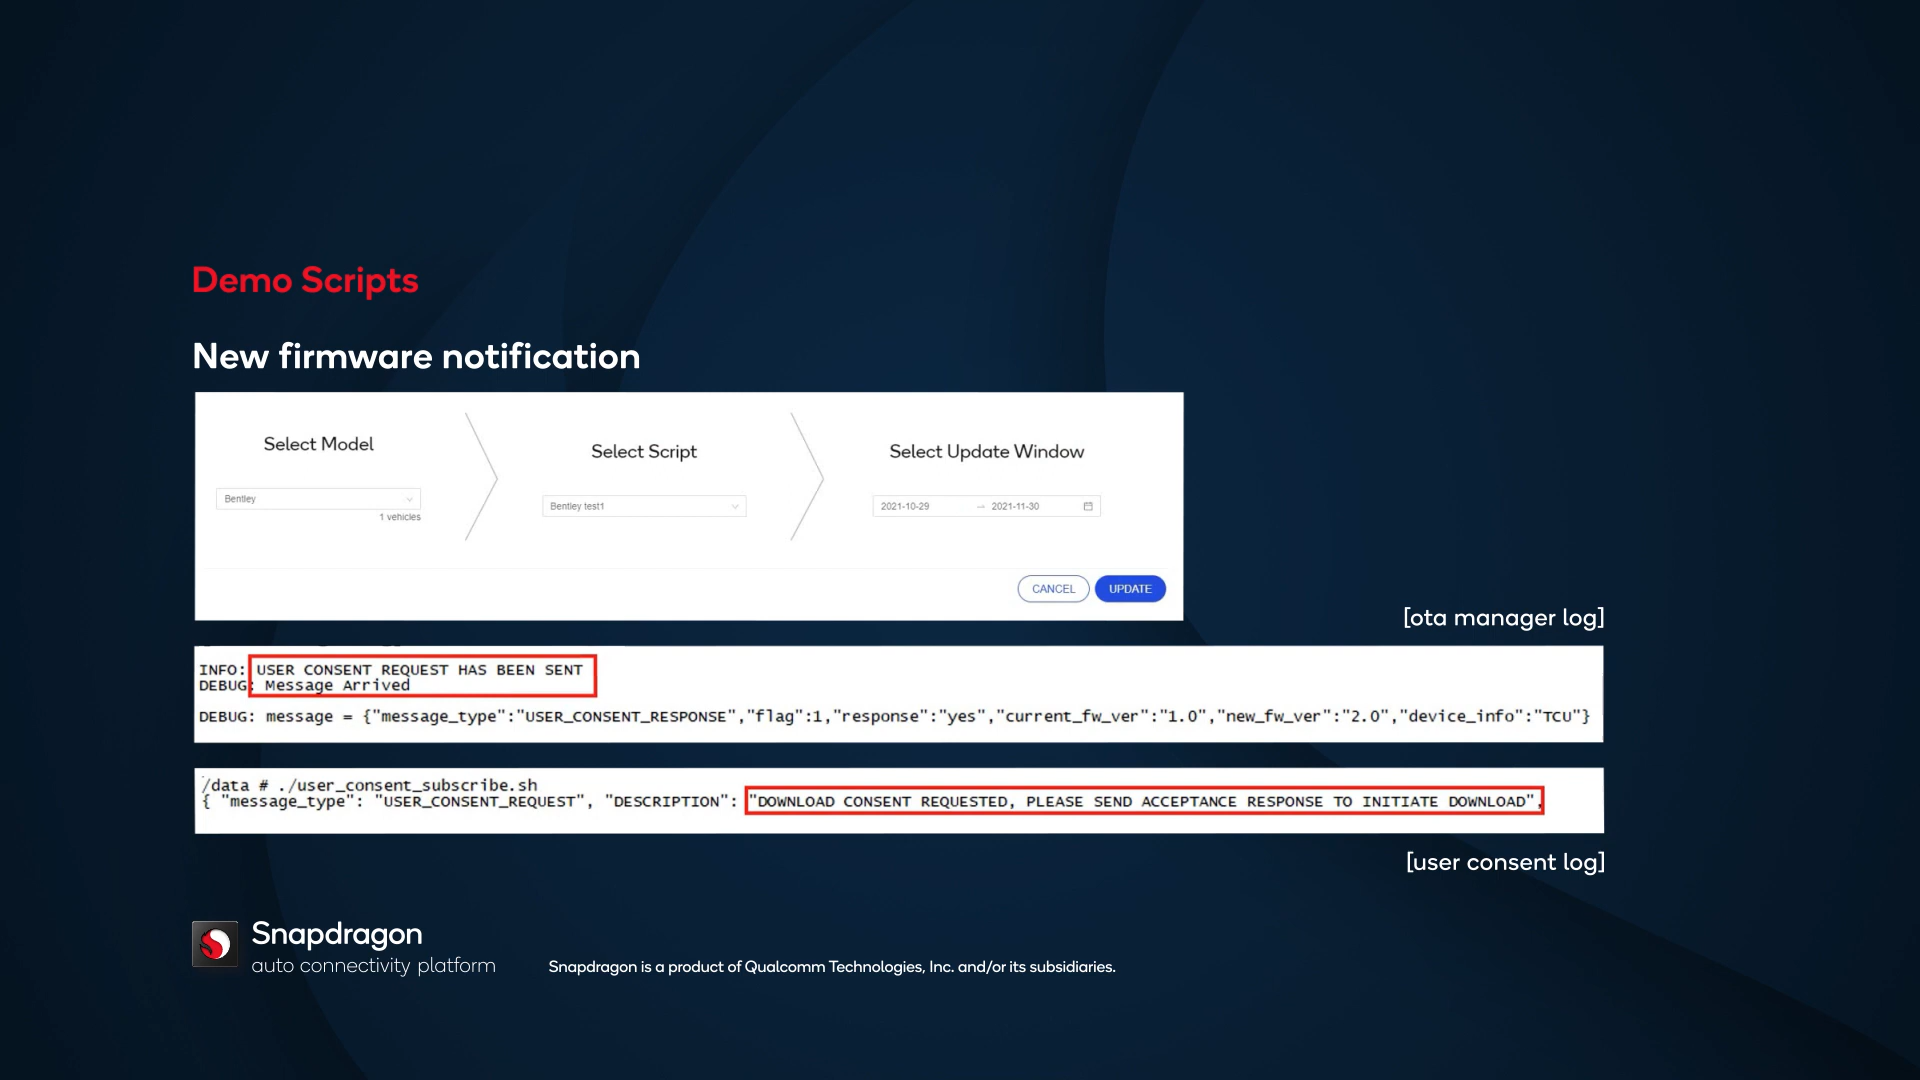 Demo Scripts
New firmware notification
Select Model
Select Script
Select Update Window
Bentley
1 vehicles
Bentley test1
2021-10-29 → 2021-11-30
CANCEL UPDATE
[ota manager log]
INFO: USER CONSENT REQUEST HAS BEEN SENT
DEBUG: Message Arrived
DEBUG: message = {"message_type":"USER_CONSENT_RESPONSE","flag":1,"response":"yes","current_fw_ver":"1.0","new_fw_ver":"2.0","device_info":"TCU"}
/data # ./user_consent_subscribe.sh
{ "message_type": "USER_CONSENT_REQUEST", "DESCRIPTION": "DOWNLOAD CONSENT REQUESTED, PLEASE SEND ACCEPTANCE RESPONSE TO INITIATE DOWNLOAD",
[user consent log]
Snapdragon
auto connectivity platform
Snapdragon is a product of Qualcomm Technologies, Inc. and/or its subsidiaries.